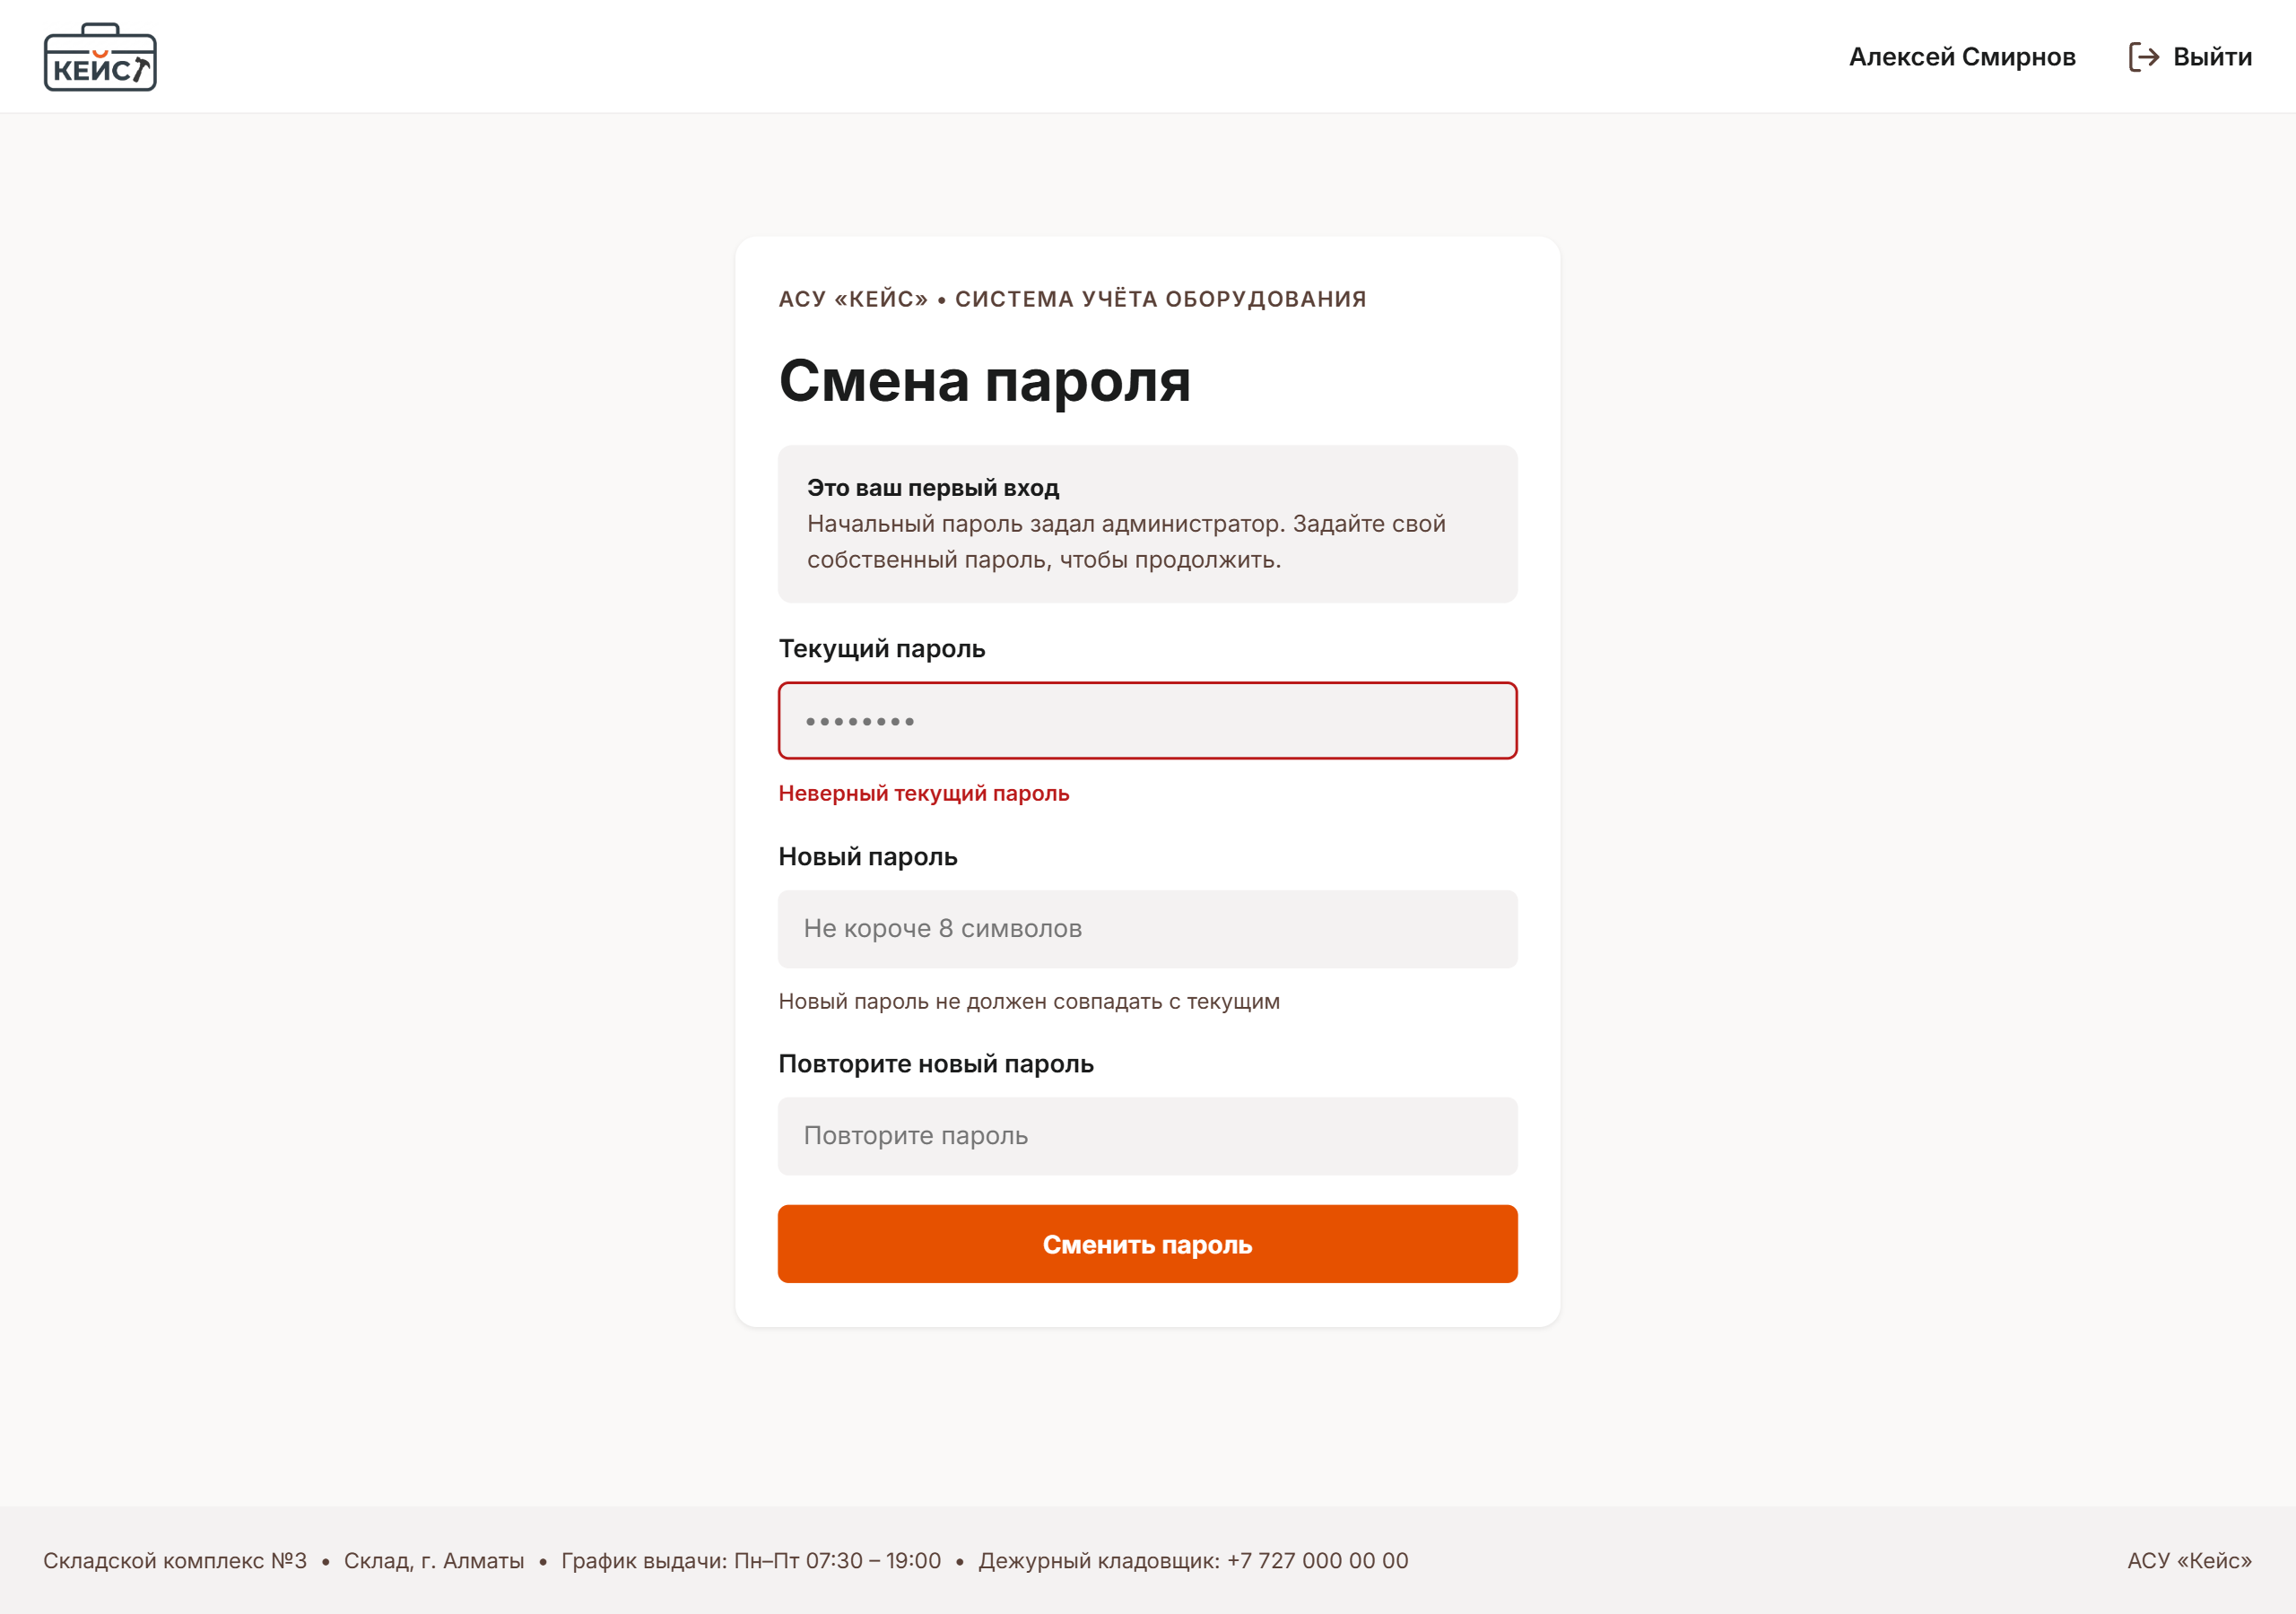 КЕЙС
Алексей Смирнов
Выйти
АСУ «КЕЙС» • СИСТЕМА УЧЁТА ОБОРУДОВАНИЯ
Смена пароля
Это ваш первый вход
Начальный пароль задал администратор. Задайте свой
собственный пароль, чтобы продолжить.
Текущий пароль
••••••••
Неверный текущий пароль
Новый пароль
Не короче 8 символов
Новый пароль не должен совпадать с текущим
Повторите новый пароль
Повторите пароль
Сменить пароль
Складской комплекс №3 • Склад, г. Алматы • График выдачи: Пн–Пт 07:30 – 19:00 • Дежурный кладовщик: +7 727 000 00 00
АСУ «Кейс»